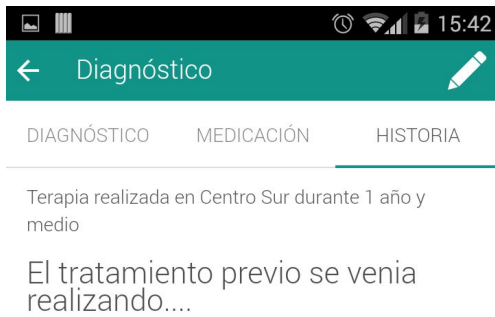 15:42
Diagnóstico
DIAGNÓSTICO MEDICACIÓN HISTORIA
Terapia realizada en Centro Sur durante 1 año y
medio
El tratamiento previo se venia
realizando....